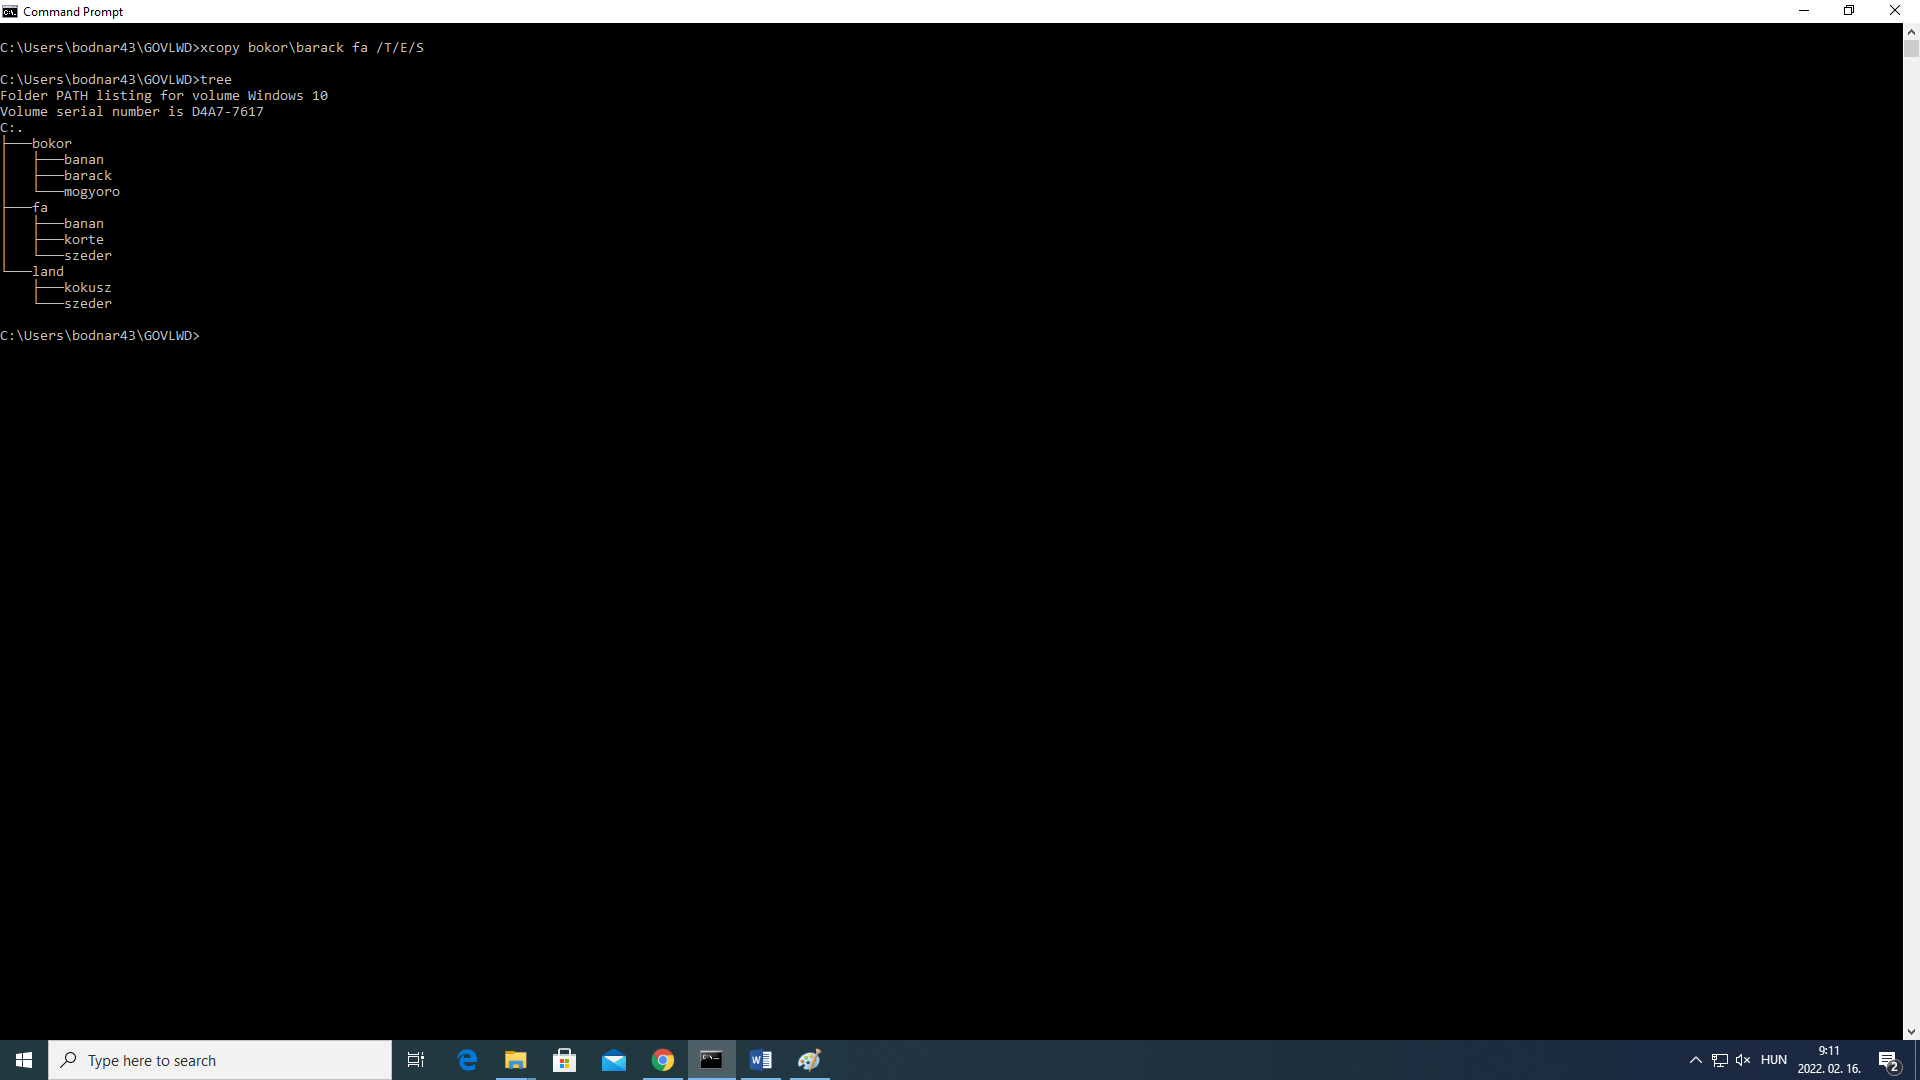 Command Prompt
C:\Users\bodnar43\GOVLWD>xcopy bokor\barack fa /T/E/S
C:\Users\bodnar43\GOVLWD>tree
Folder PATH listing for volume Windows 10
Volume serial number is D4A7-7617
C:.
├───bokor
│   ├───banan
│   ├───barack
│   └───mogyoro
├───fa
│   ├───banan
│   ├───korte
│   └───szeder
└───land
    ├───kokusz
    └───szeder
C:\Users\bodnar43\GOVLWD>
Type here to search
HUN
9:11
2022. 02. 16.
2